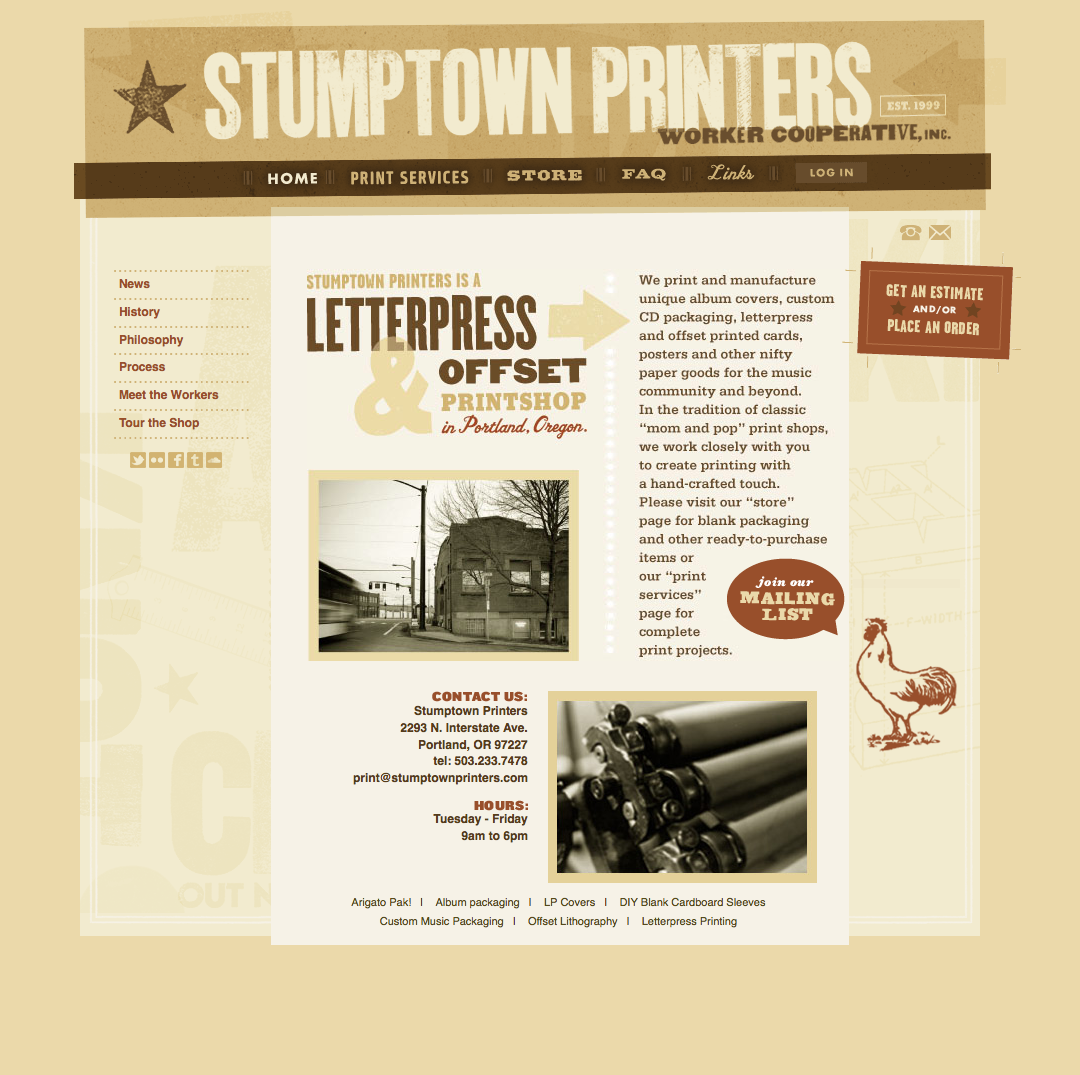 STUMPTOWN PRINTERS
EST. 1999
WORKER COOPERATIVE, INC.
HOME PRINT SERVICES STORE FAQ Links LOG IN
News
History
Philosophy
Process
Meet the Workers
Tour the Shop
STUMPTOWN PRINTERS IS A
LETTERPRESS
& OFFSET
PRINTSHOP
in Portland, Oregon.
We print and manufacture
unique album covers, custom
CD packaging, letterpress
and offset printed cards,
posters and other nifty
paper goods for the music
community and beyond.
In the tradition of classic
“mom and pop” print shops,
we work closely with you
to create printing with
a hand-crafted touch.
Please visit our “store”
page for blank packaging
and other ready-to-purchase
items or
our “print
services”
page for
complete
print projects.
join our
MAILING
LIST
GET AN ESTIMATE
AND/OR
PLACE AN ORDER
F-WIDTH
CONTACT US:
Stumptown Printers
2293 N. Interstate Ave.
Portland, OR 97227
tel: 503.233.7478
print@stumptownprinters.com
HOURS:
Tuesday - Friday
9am to 6pm
OUT N
Arigato Pak! I Album packaging I LP Covers I DIY Blank Cardboard Sleeves
Custom Music Packaging I Offset Lithography I Letterpress Printing